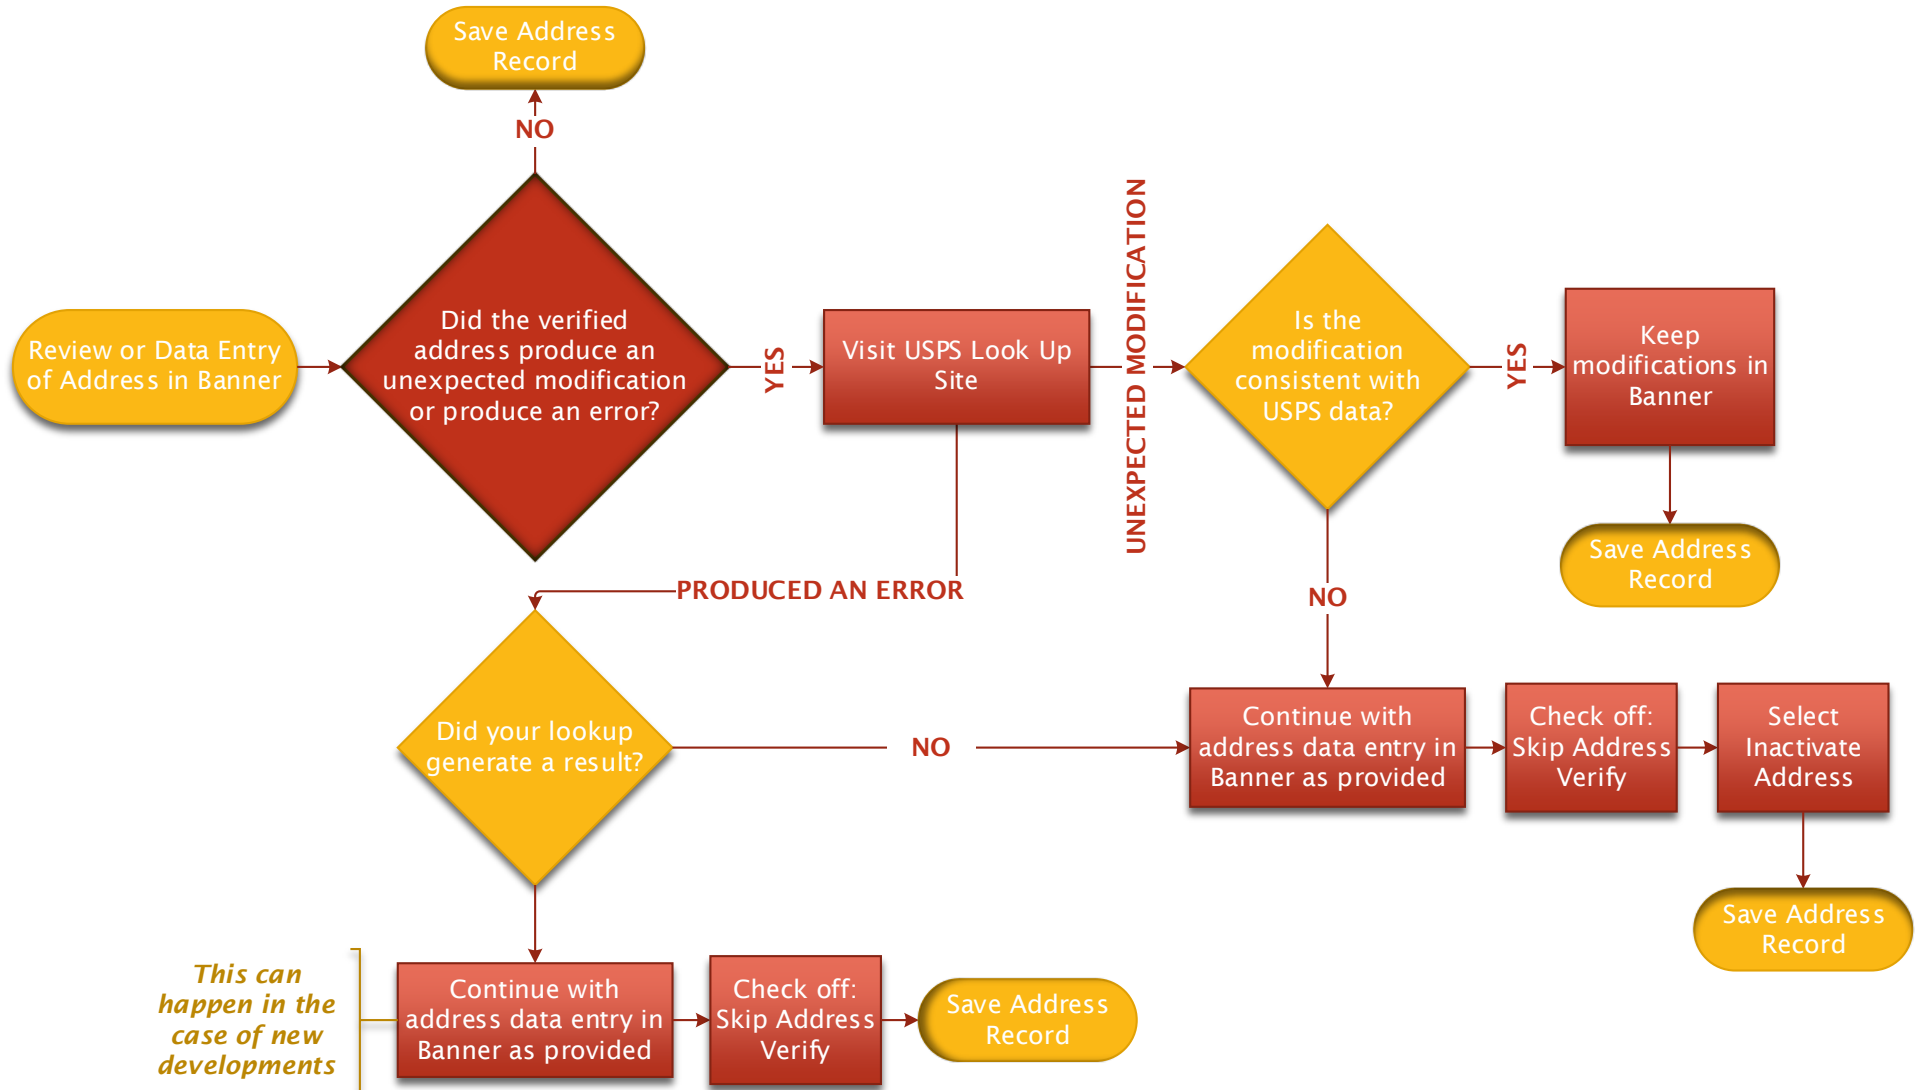 Save Address
Record
NO
Review or Data Entry
of Address in Banner
Did the verified
address produce an
unexpected modification
or produce an error?
YES
Visit USPS Look Up
Site
UNEXPECTED MODIFICATION
Is the
modification
consistent with
USPS data?
YES
Keep
modifications in
Banner
Save Address
Record
PRODUCED AN ERROR
NO
Did your lookup
generate a result?
NO
Continue with
address data entry in
Banner as provided
Check off:
Skip Address
Verify
Select
Inactivate
Address
Save Address
Record
This can
happen in the
case of new
developments
Continue with
address data entry in
Banner as provided
Check off:
Skip Address
Verify
Save Address
Record